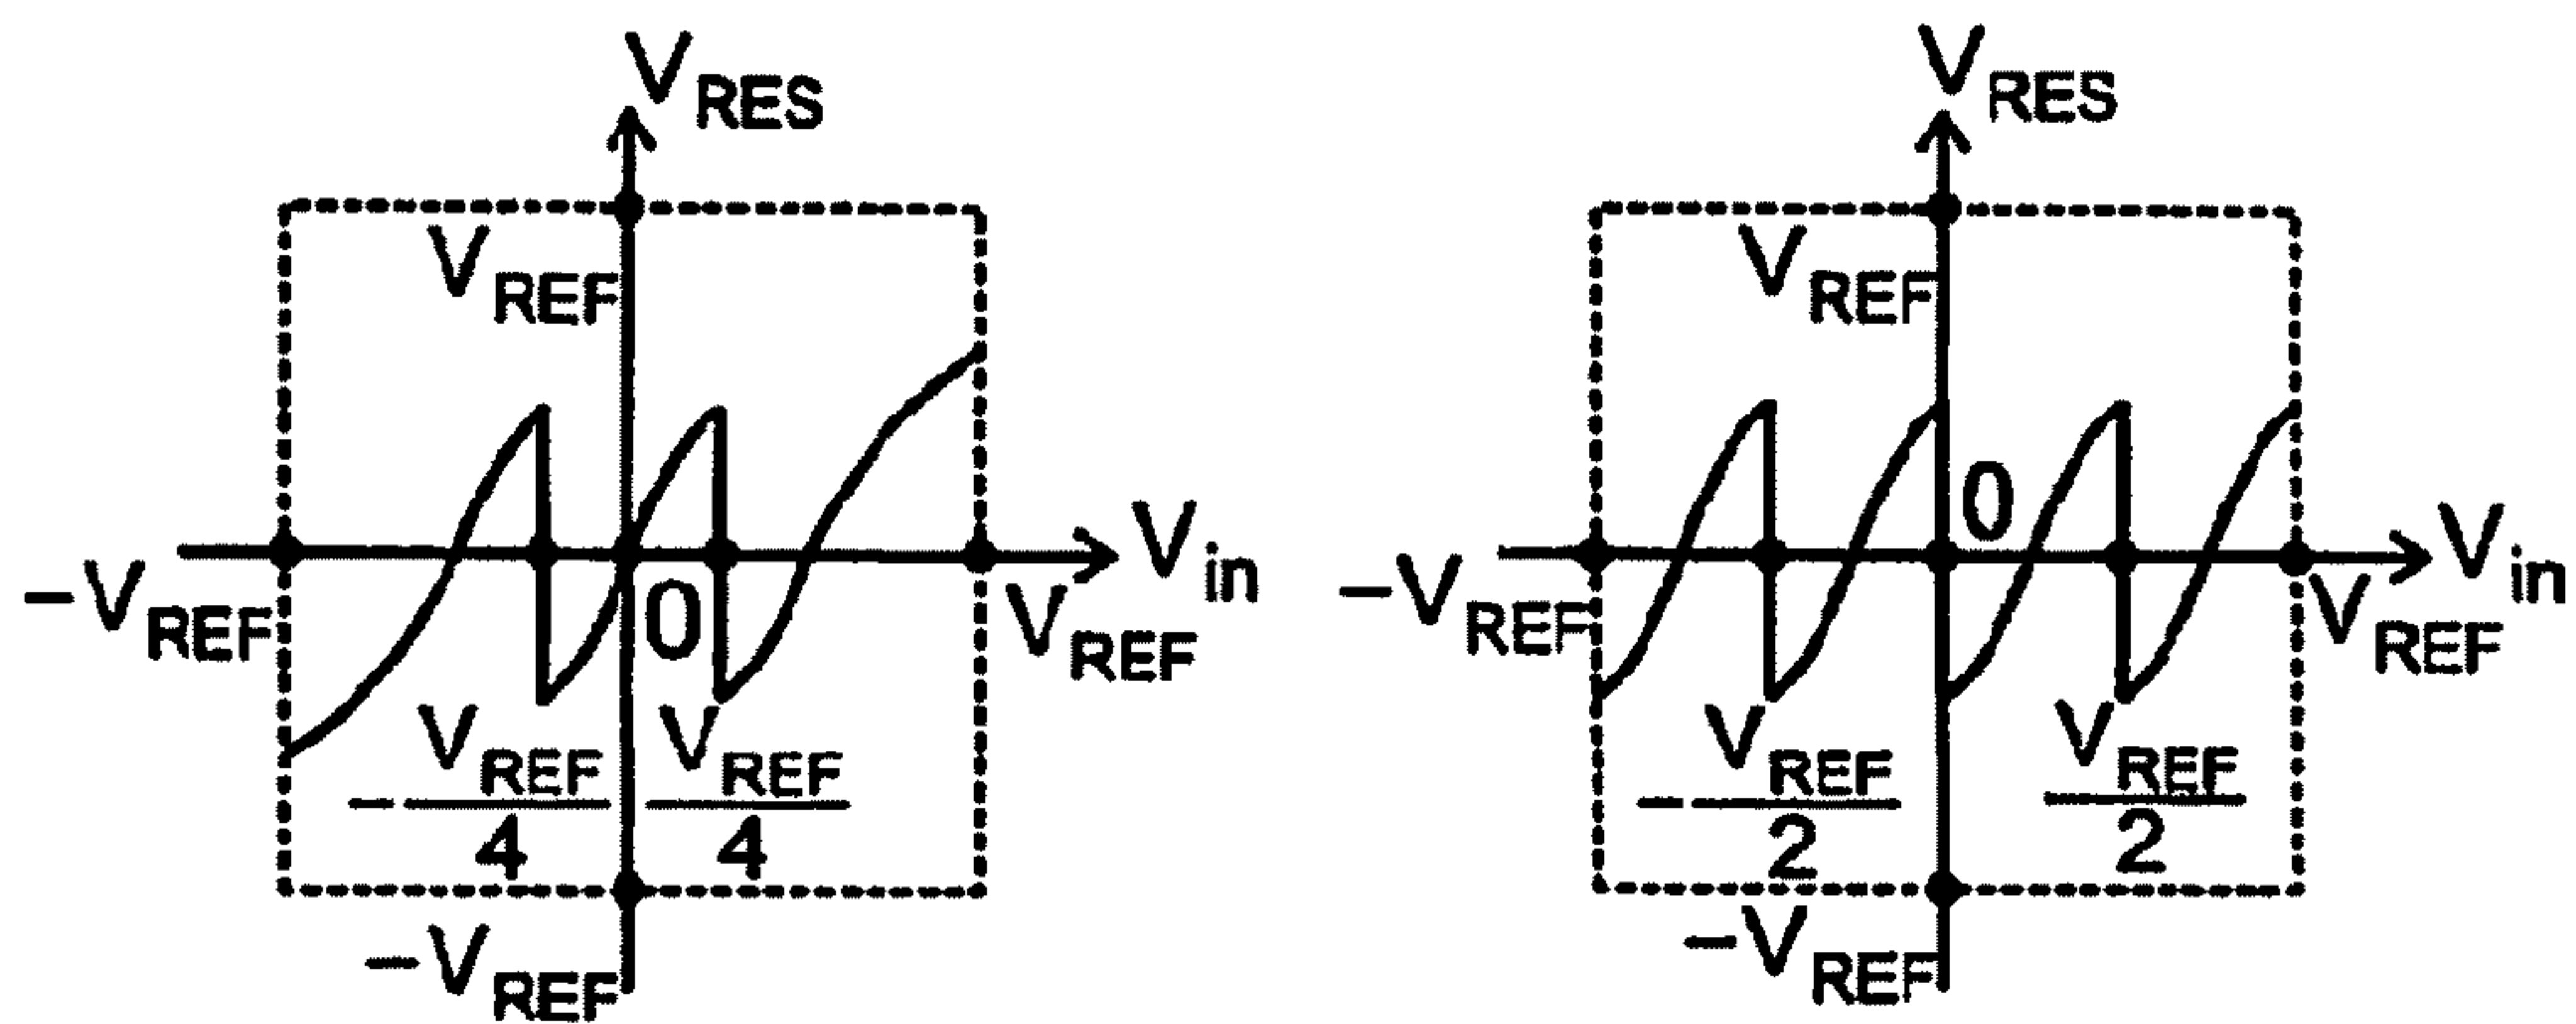 V_RES
V_REF
0
V_in
-V_REF
V_REF
-V_REF/4
V_REF/4
-V_REF
V_RES
V_REF
0
V_in
-V_REF
V_REF
-V_REF/2
V_REF/2
-V_REF